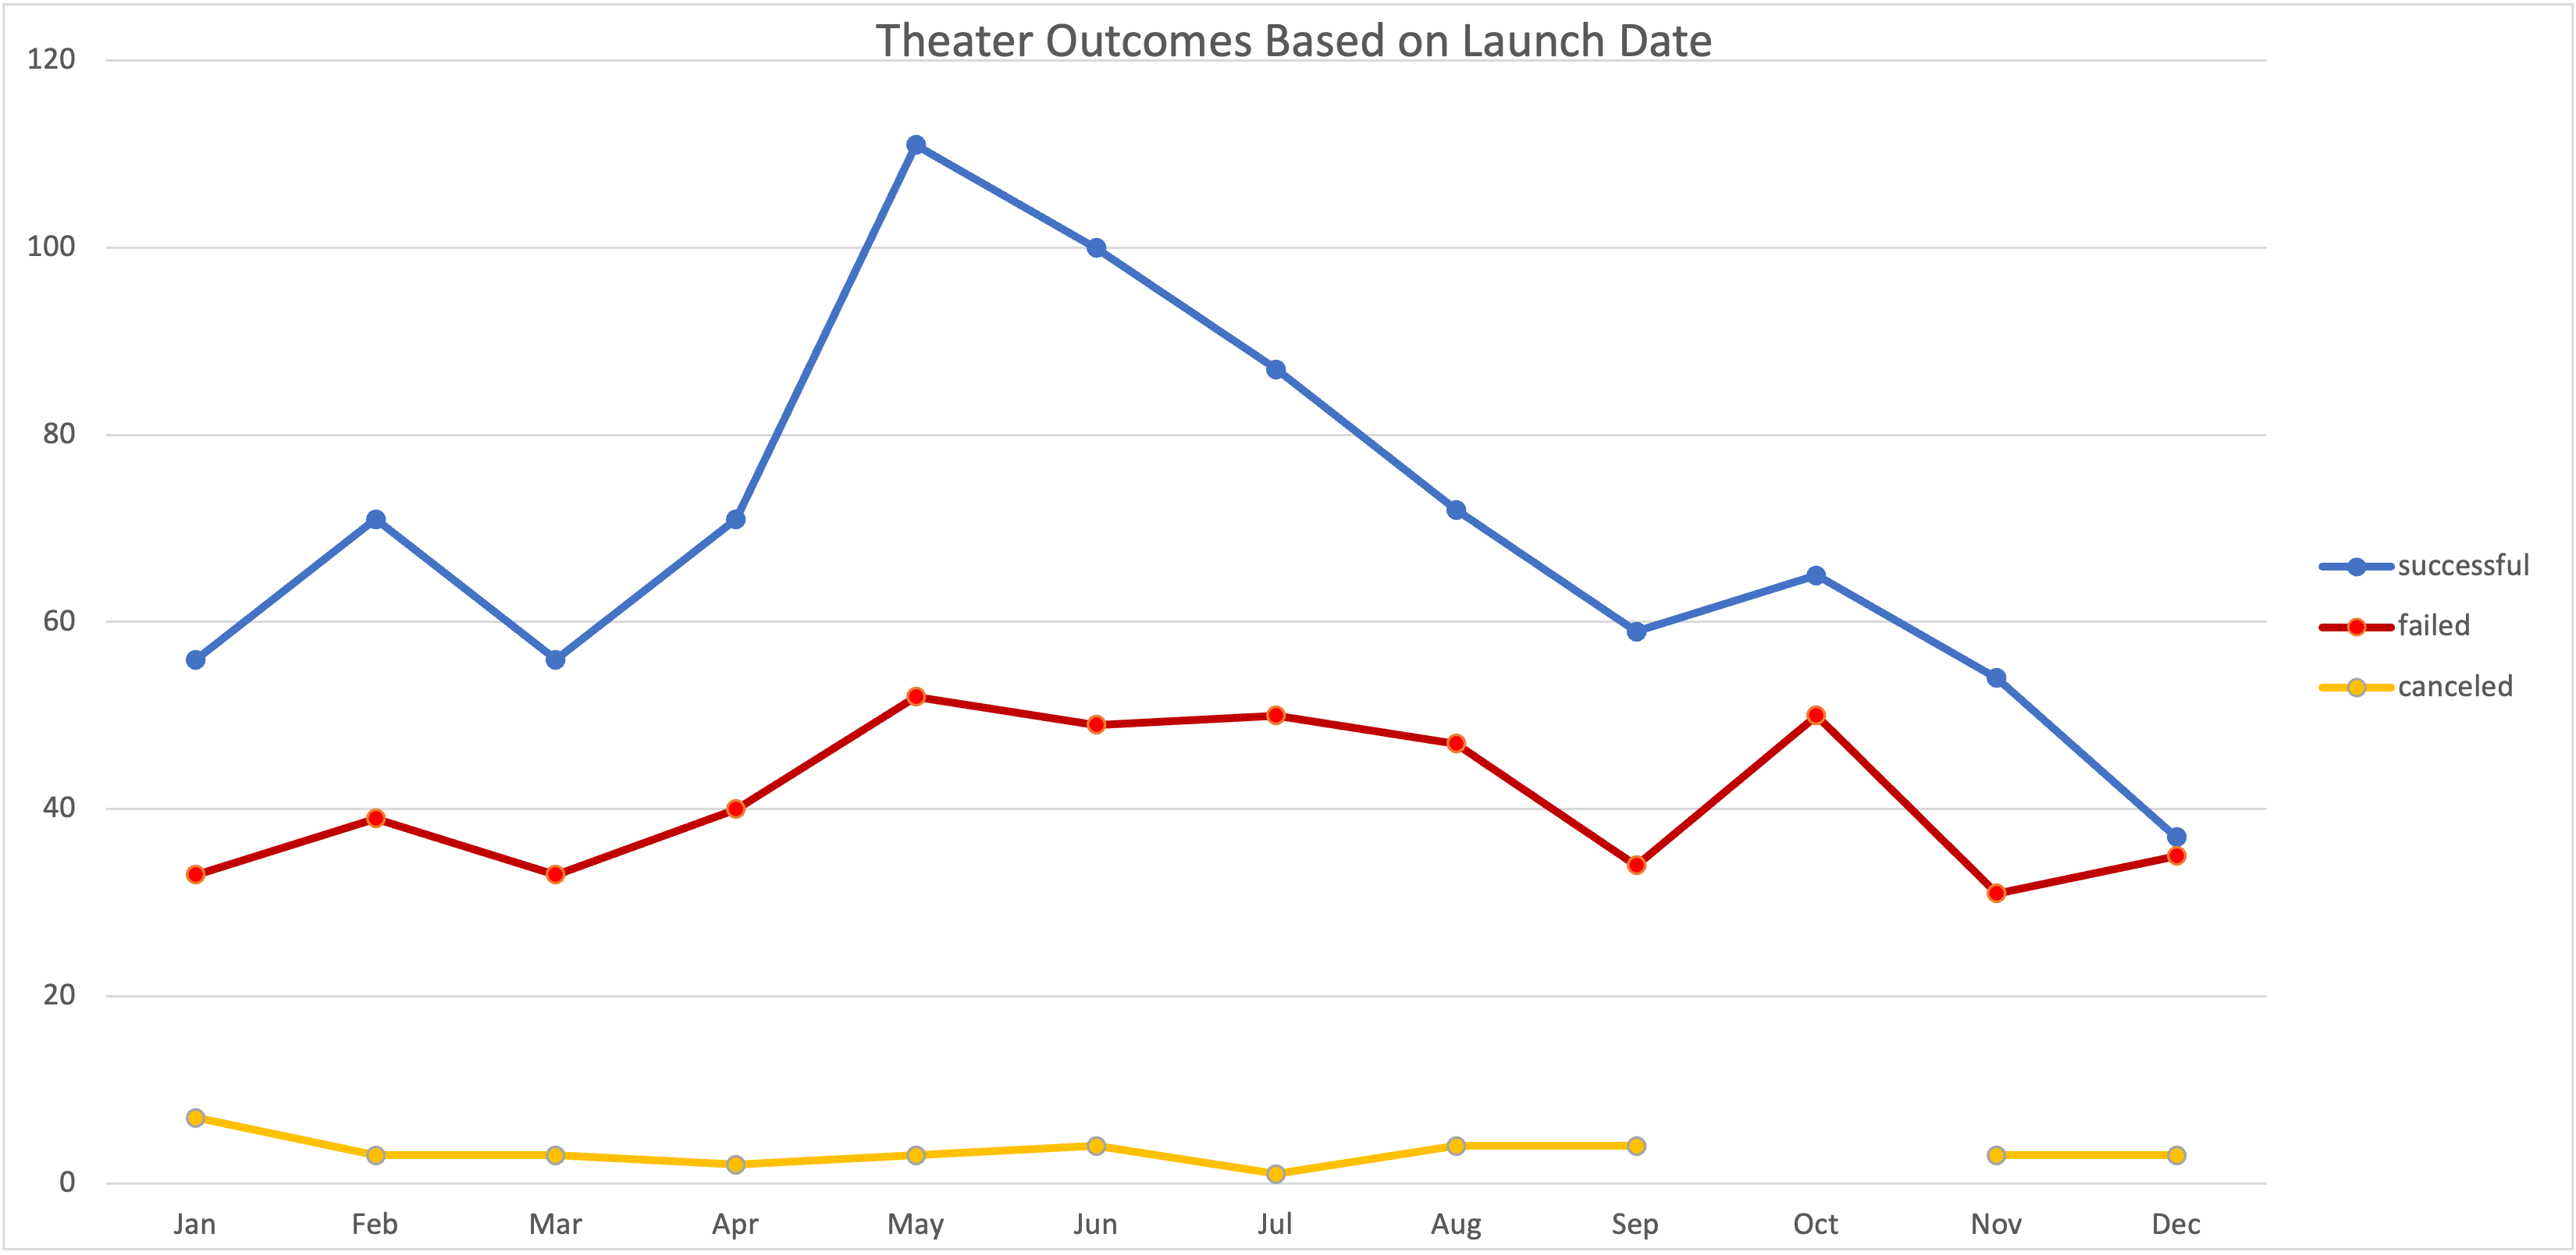 Theater Outcomes Based on Launch Date
120
100
80
60
40
20
0
Jan Feb Mar Apr May Jun Jul Aug Sep Oct Nov Dec
successful
failed
canceled